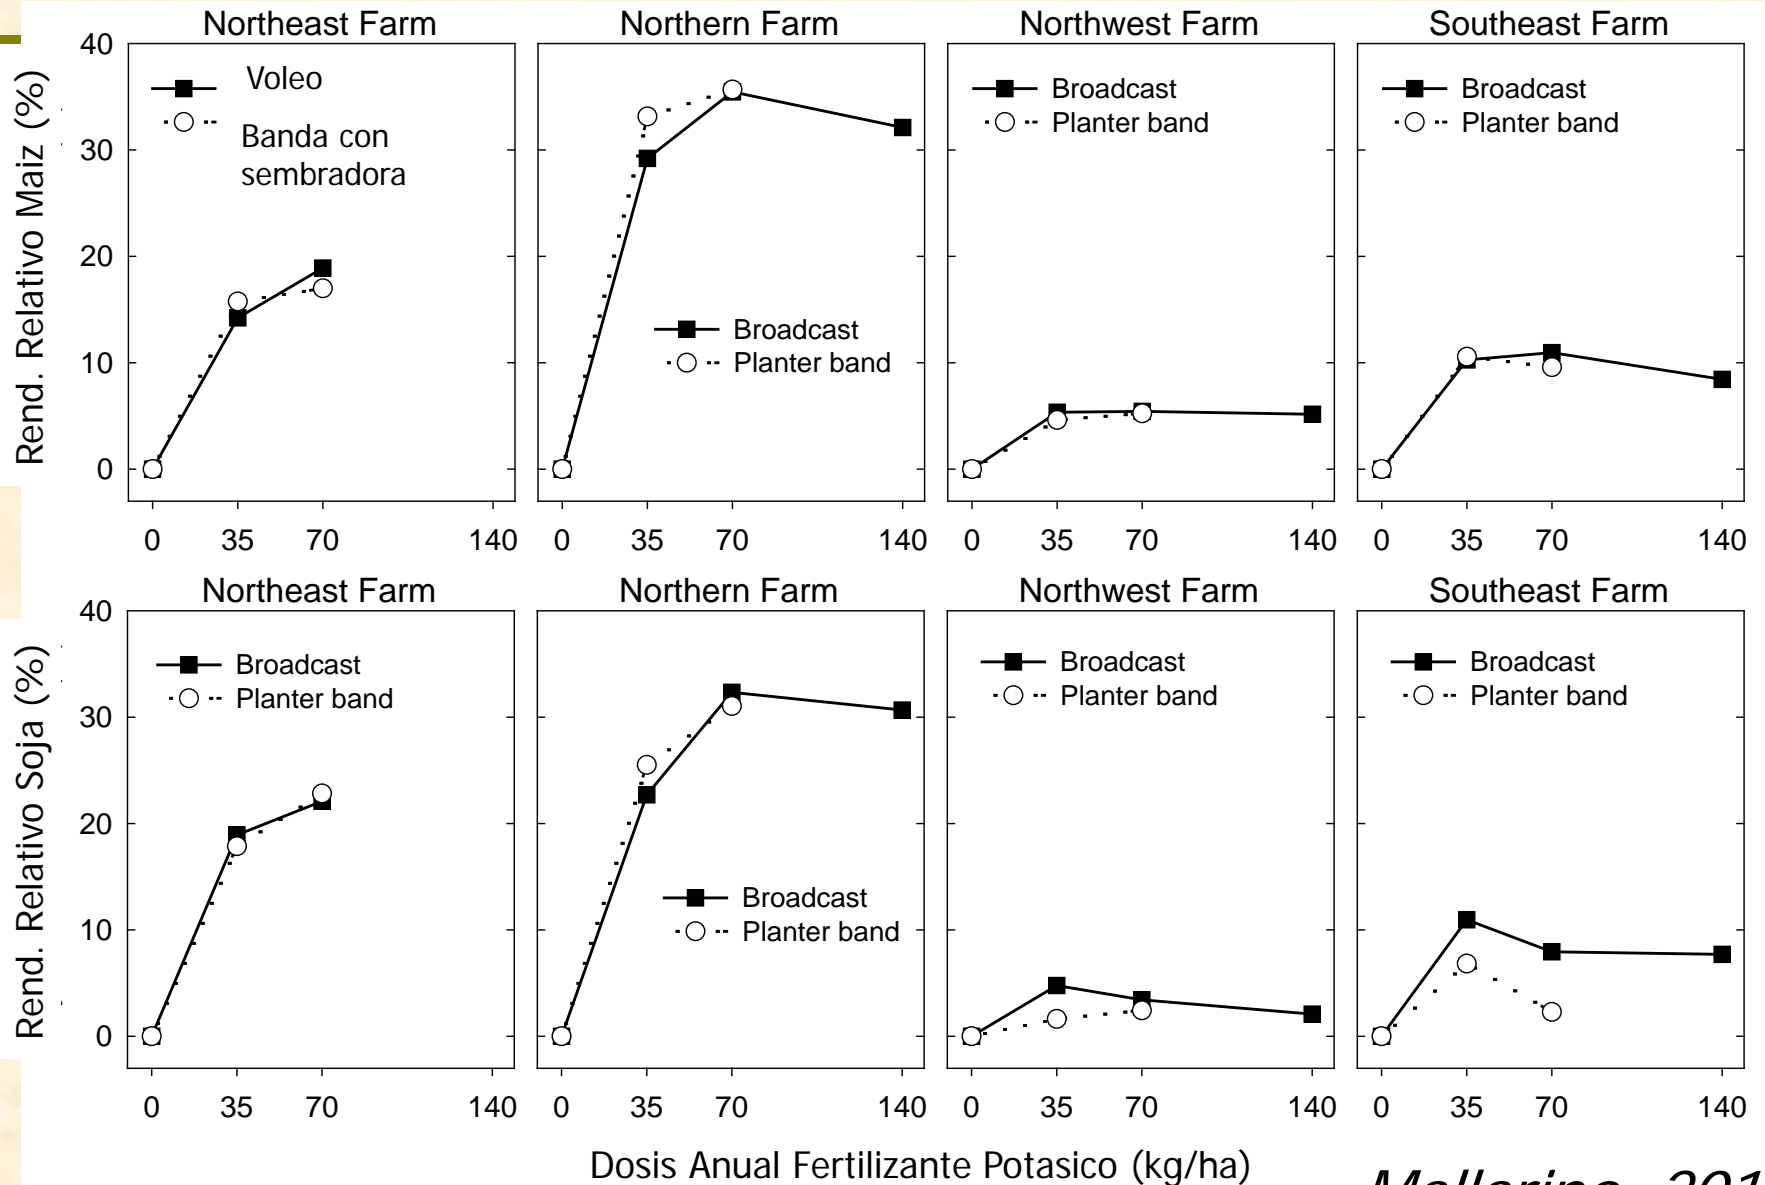 Northeast Farm
Northern Farm
Northwest Farm
Southeast Farm
Rend. Relativo Maiz (%)
40
30
20
10
0
Voleo
Banda con
sembradora
Broadcast
Planter band
Broadcast
Planter band
Broadcast
Planter band
0 35 70 140
0 35 70 140
0 35 70 140
0 35 70 140
Northeast Farm
Northern Farm
Northwest Farm
Southeast Farm
Rend. Relativo Soja (%)
40
30
20
10
0
Broadcast
Planter band
Broadcast
Planter band
Broadcast
Planter band
Broadcast
Planter band
0 35 70 140
0 35 70 140
0 35 70 140
0 35 70 140
Dosis Anual Fertilizante Potasico (kg/ha)
Mallarino, 201